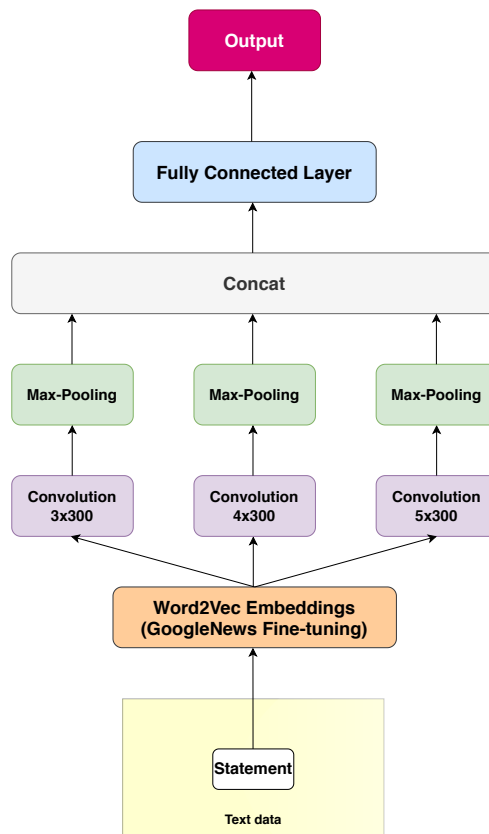 Output
Fully Connected Layer
Concat
Max-Pooling
Max-Pooling
Max-Pooling
Convolution
3x300
Convolution
4x300
Convolution
5x300
Word2Vec Embeddings
(GoogleNews Fine-tuning)
Statement
Text data